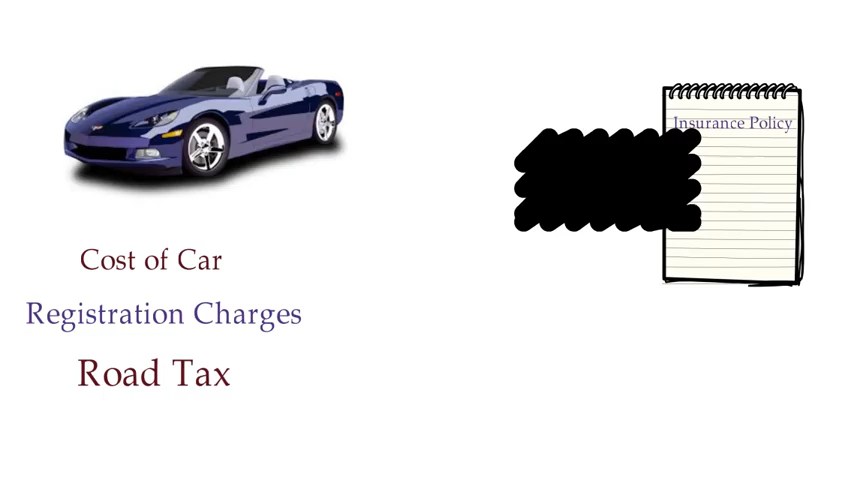 Insurance Policy
Cost of Car
Registration Charges
Road Tax